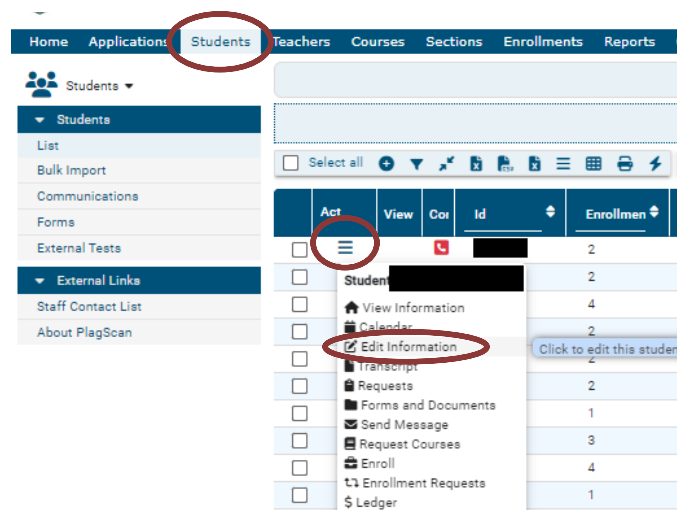 Home Applications Students Teachers Courses Sections Enrollments Reports
Students
Students
List
Bulk Import
Communications
Forms
External Tests
External Links
Staff Contact List
About PlagScan
Select all
Act View Cor Id Enrollmen
2
Student
2
View Information
4
Calendar
2
Edit Information
Click to edit this studen
Transcript
2
Requests
2
Forms and Documents
1
Send Message
Request Courses
3
Enroll
4
Enrollment Requests
1
$ Ledger